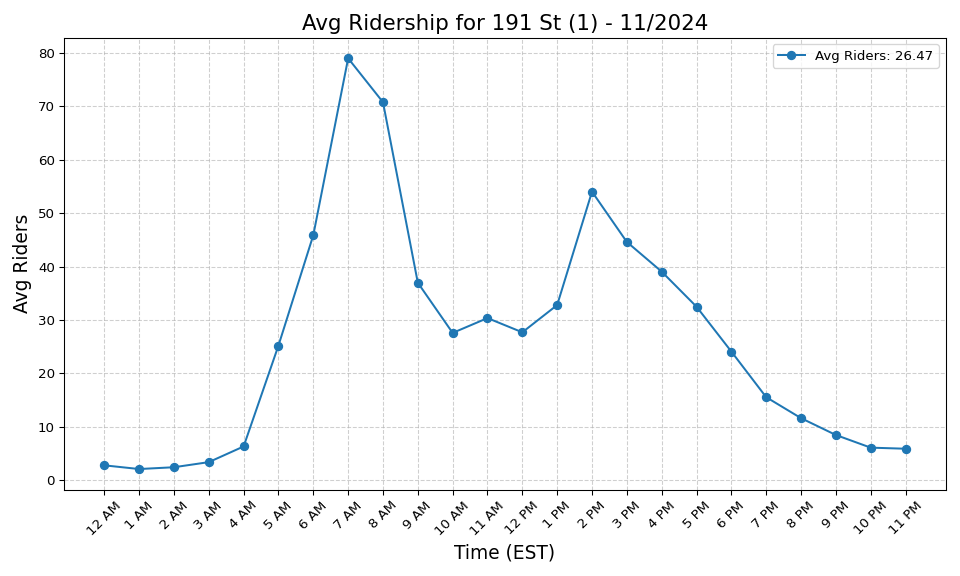 Avg Ridership for 191 St (1) - 11/2024
Avg Riders: 26.47
80
70
60
50
40
30
20
10
0
Avg Riders
12 AM
1 AM
2 AM
3 AM
4 AM
5 AM
6 AM
7 AM
8 AM
9 AM
10 AM
11 AM
12 PM
1 PM
2 PM
3 PM
4 PM
5 PM
6 PM
7 PM
8 PM
9 PM
10 PM
11 PM
Time (EST)